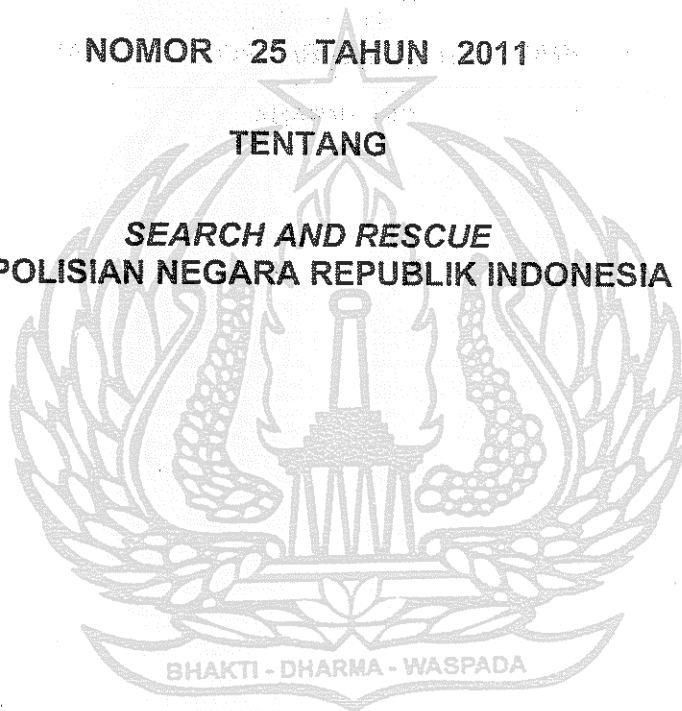 NOMOR 25 TAHUN 2011
TENTANG
SEARCH AND RESCUE
POLISIAN NEGARA REPUBLIK INDONESIA
BHAKTI - DHARMA - WASPADA